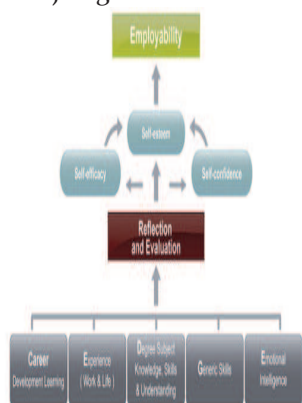 Employability
Self-esteem
Self-efficacy
Self-confidence
Reflection
and Evaluation
Career
Development Learning
Experience
( Work & Life )
Degree Subject
Knowledge, Skills
& Understanding
Generic Skills
Emotional
Intelligence